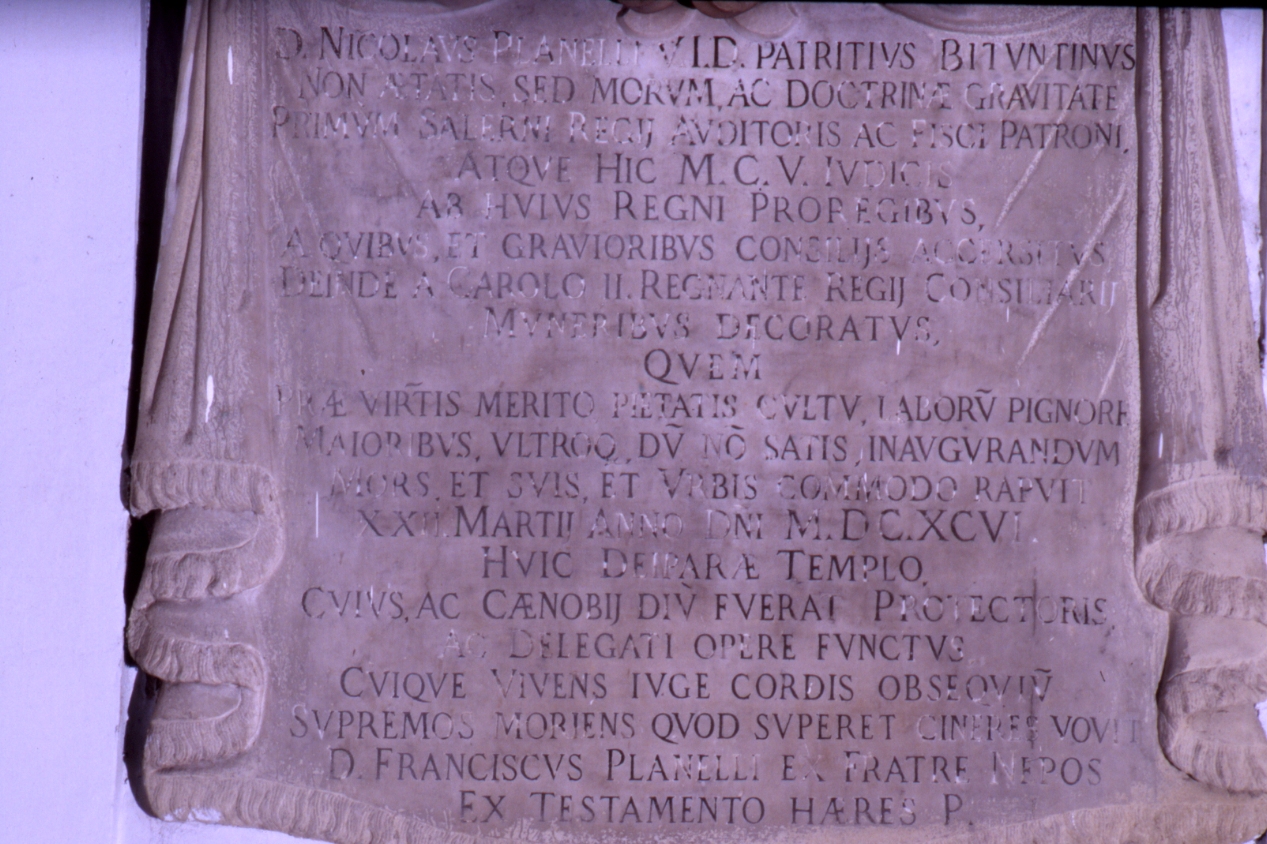 D. NICOLAVS PLANELLI V.I.D. PATRITIVS BITVNTINVS
NON ÆTATIS, SED MORVM, AC DOCTRINÆ GRAVITATE
PRIMVM SALERNI REGIJ AVDITORIS AC FISCI PATRONI,
ATQVE HIC M.C.V. IVDICIS
AB HVIVS REGNI PROREGIBVS,
A QVIBVS, ET GRAVIORIBVS CONSILIJS ACCERSITVS
DEINDE A CAROLO II. REGNANTE REGIJ CONSILIARIJ
MVNERIBVS DECORATVS,
QVEM
PRÆ VIRT̄IS MERITO PIETATIS CVLTV, LABORV̄ PIGNORE
MAIORIBVS, VLTROQ, DV̄ NŌ SATIS, INAVGVRANDVM
MORS, ET SVIS, ET VRBIS COMMODO RAPVIT
XXII MARTIJ ANNO DNI M.DC.XCVI.
HVIC DEIPARÆ TEMPLO,
CVIVS, AC CÆNOBIJ DIV̄ FVERAT PROTECTORIS,
AC DELEGATI OPERE FVNCTVS
CVIQVE VIVENS IVGE CORDIS OBSEQVIV̄
SVPREMOS MORIENS QVOD SVPERET CINERES VOVIT
D. FRANCISCVS PLANELLI EX FRATRE NEPOS
EX TESTAMENTO HÆRES P.